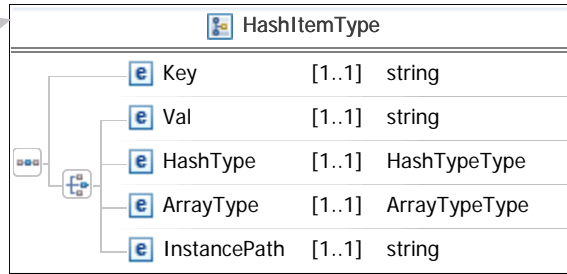 HashItemType
e Key [1..1] string
e Val [1..1] string
e HashType [1..1] HashTypeType
e ArrayType [1..1] ArrayTypeType
e InstancePath [1..1] string